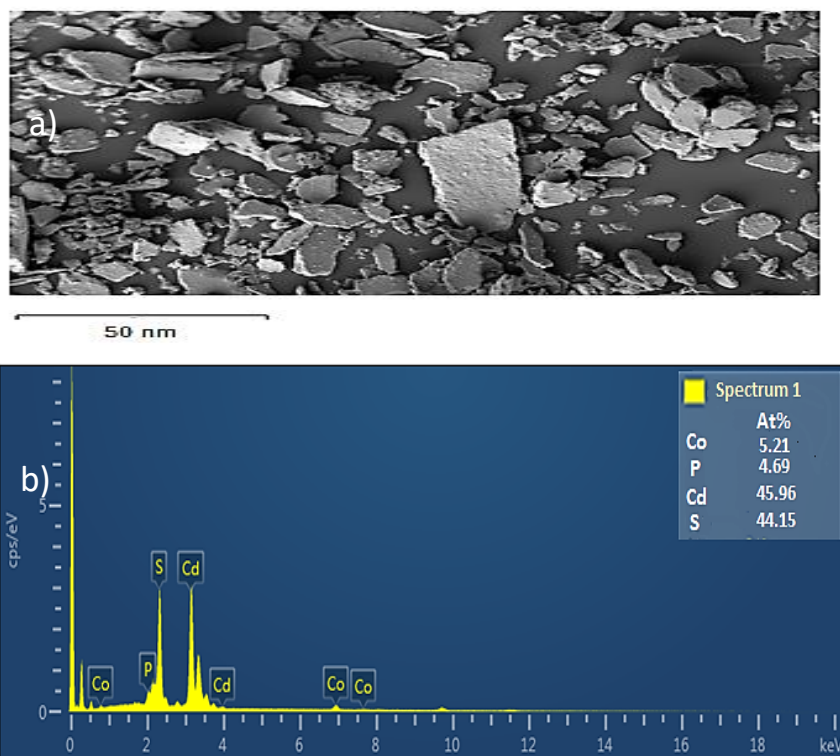 a)
50 nm
b)
Spectrum 1
At%
Co 5.21
P 4.69
Cd 45.96
S 44.15
cps/eV
5
0
S
Cd
P
Co
Cd
Co
Co
0 2 4 6 8 10 12 14 16 18